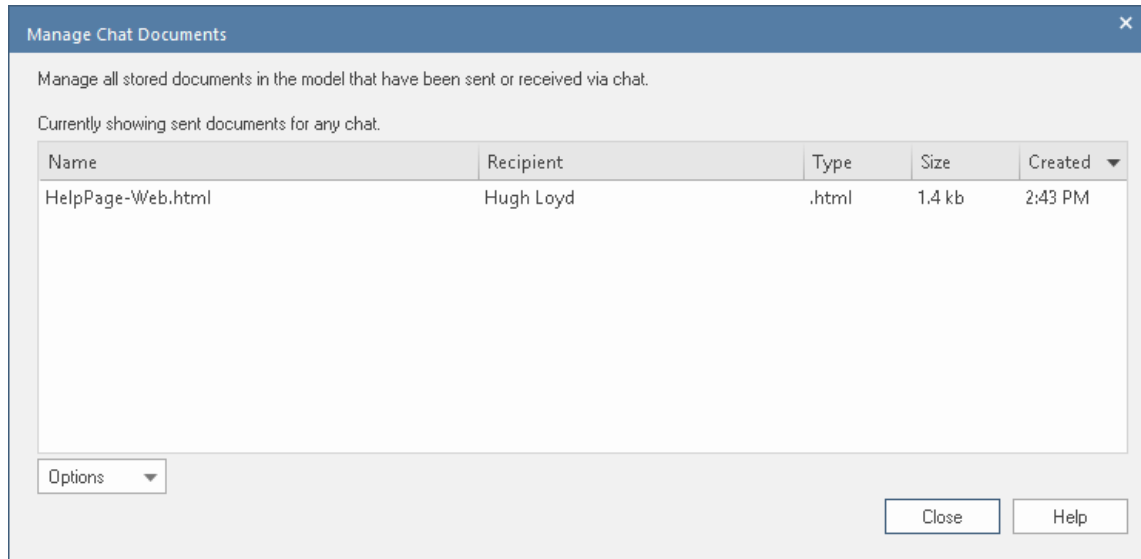 Manage Chat Documents
Manage all stored documents in the model that have been sent or received via chat.
Currently showing sent documents for any chat.
Name Recipient Type Size Created
HelpPage-Web.html Hugh Loyd .html 1.4 kb 2:43 PM
Options
Close Help